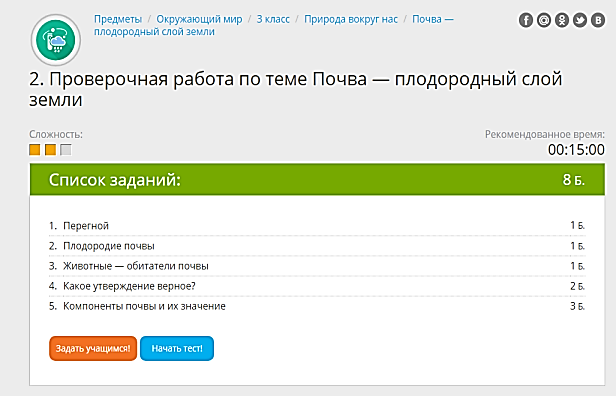 Предметы / Окружающий мир / 3 класс / Природа вокруг нас / Почва —
плодородный слой земли
2. Проверочная работа по теме Почва — плодородный слой
земли
Сложность:
Рекомендованное время:
00:15:00
Список заданий: 8 Б.
1. Перегной 1 Б.
2. Плодородие почвы 1 Б.
3. Животные — обитатели почвы 1 Б.
4. Какое утверждение верное? 2 Б.
5. Компоненты почвы и их значение 3 Б.
Задать учащимся! Начать тест!